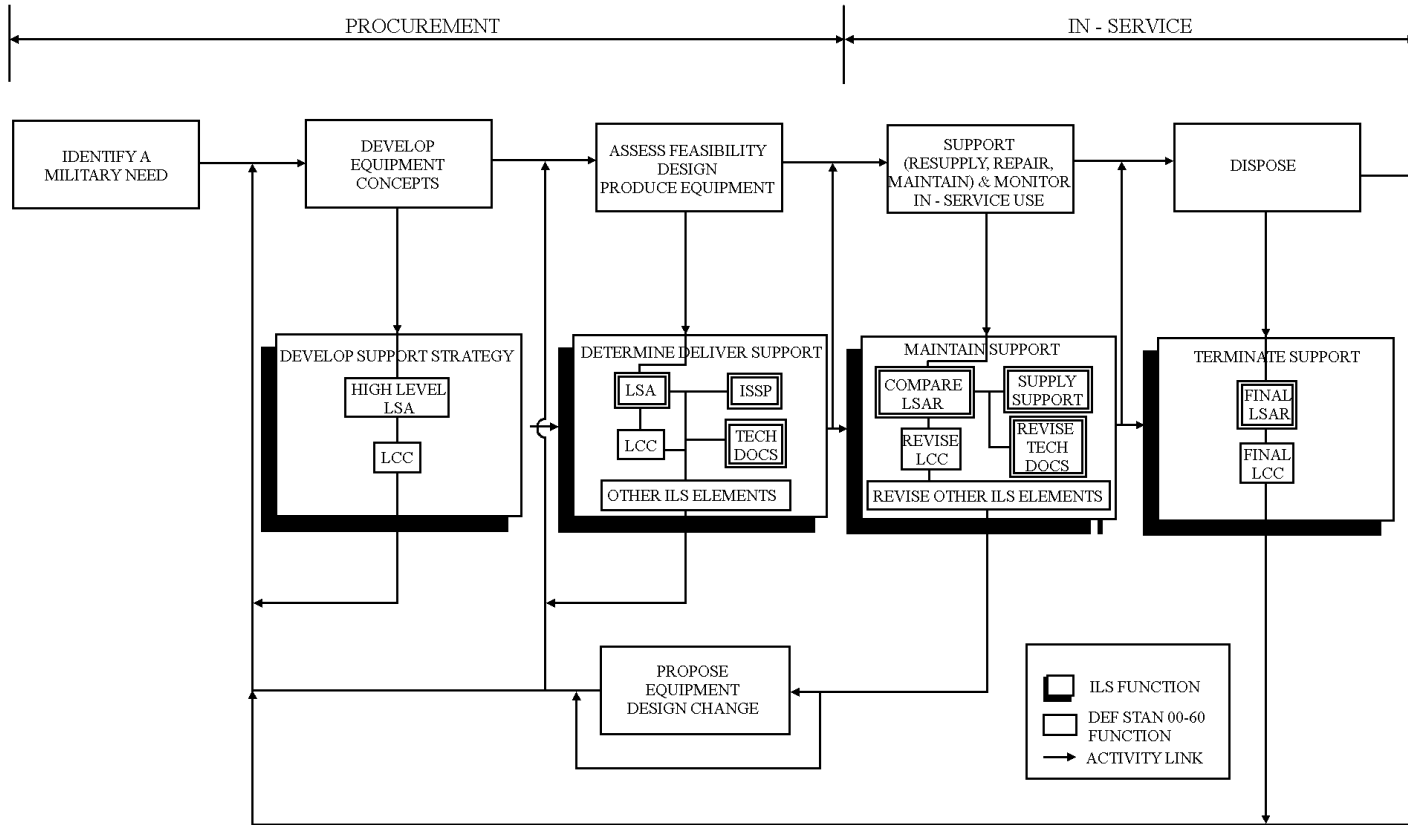 PROCUREMENT
IN - SERVICE
IDENTIFY A
MILITARY NEED
DEVELOP
EQUIPMENT
CONCEPTS
ASSESS FEASIBILITY
DESIGN
PRODUCE EQUIPMENT
SUPPORT
(RESUPPLY, REPAIR,
MAINTAIN) & MONITOR
IN - SERVICE USE
DISPOSE
DEVELOP SUPPORT STRATEGY
HIGH LEVEL
LSA
LCC
DETERMINE DELIVER SUPPORT
LSA
ISSP
LCC
TECH
DOCS
OTHER ILS ELEMENTS
MAINTAIN SUPPORT
COMPARE
LSAR
SUPPLY
SUPPORT
REVISE
LCC
REVISE
TECH
DOCS
REVISE OTHER ILS ELEMENTS
TERMINATE SUPPORT
FINAL
LSAR
FINAL
LCC
PROPOSE
EQUIPMENT
DESIGN CHANGE
ILS FUNCTION
DEF STAN 00-60
FUNCTION
ACTIVITY LINK